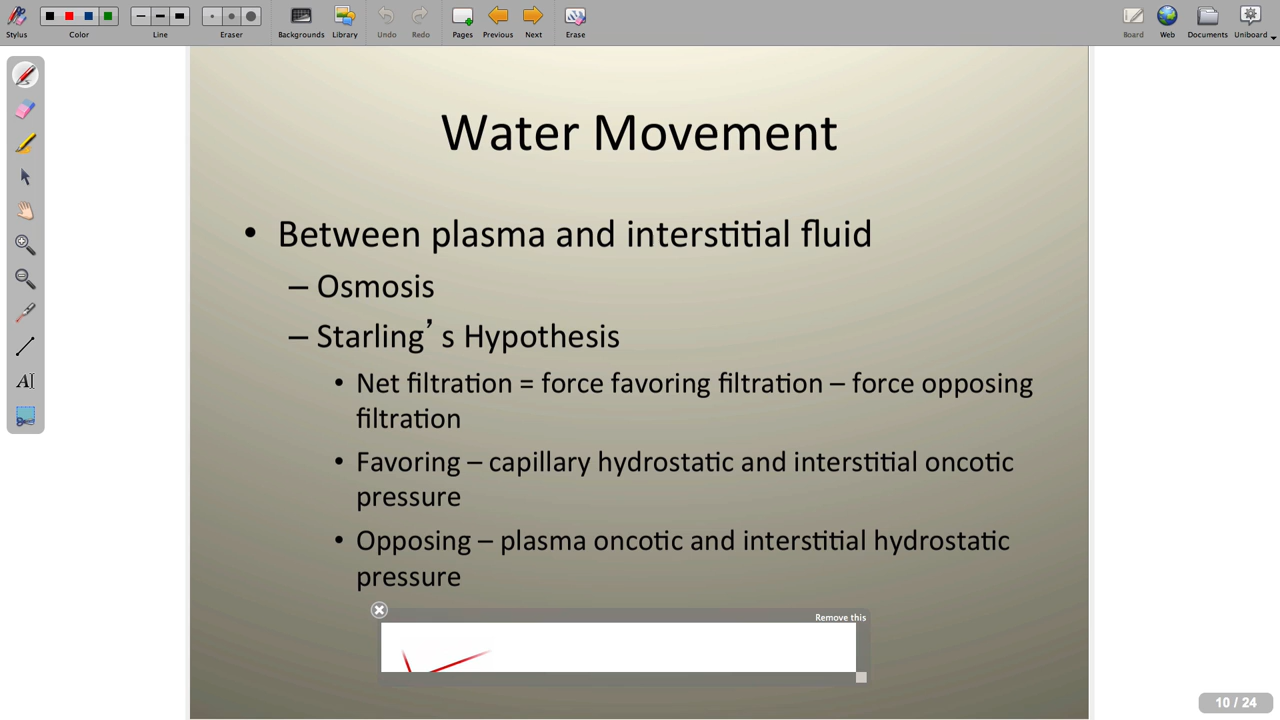 Stylus
Color
Line
Eraser
Backgrounds
Library
Undo
Redo
Pages
Previous
Next
Erase
Board
Web
Documents
Uniboard
Water Movement
• Between plasma and interstitial fluid
– Osmosis
– Starling’s Hypothesis
• Net filtration = force favoring filtration – force opposing
filtration
• Favoring – capillary hydrostatic and interstitial oncotic
pressure
• Opposing – plasma oncotic and interstitial hydrostatic
pressure
Remove this
10 / 24